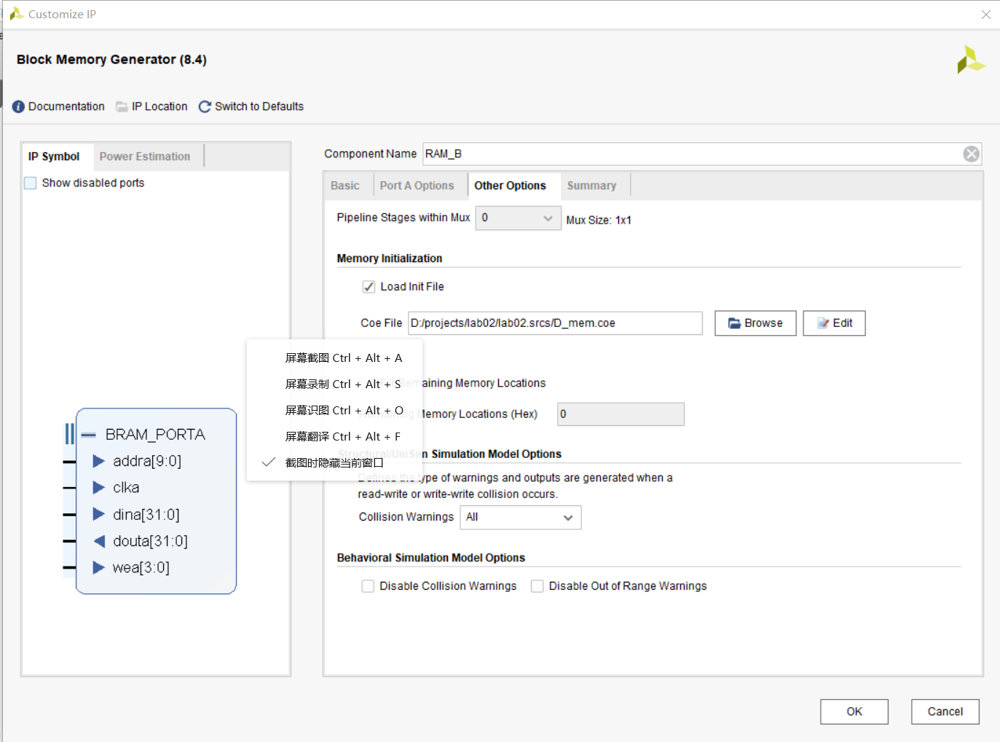 Customize IP
Block Memory Generator (8.4)
Documentation IP Location Switch to Defaults
IP Symbol Power Estimation
Show disabled ports
BRAM_PORTA
addra[9:0]
clka
dina[31:0]
douta[31:0]
wea[3:0]
Component Name RAM_B
Basic Port A Options Other Options Summary
Pipeline Stages within Mux 0 Mux Size: 1x1
Memory Initialization
Load Init File
Coe File D:/projects/lab02/lab02.srcs/D_mem.coe Browse Edit
屏幕截图 Ctrl + Alt + A
屏幕录制 Ctrl + Alt + S
屏幕识图 Ctrl + Alt + O
屏幕翻译 Ctrl + Alt + F
截图时隐藏当前窗口
Fill Remaining Memory Locations
Remaining Memory Locations (Hex) 0
Structural/UniSim Simulation Model Options
Defines the type of warnings and outputs are generated when a
read-write or write-write collision occurs.
Collision Warnings All
Behavioral Simulation Model Options
Disable Collision Warnings Disable Out of Range Warnings
OK Cancel